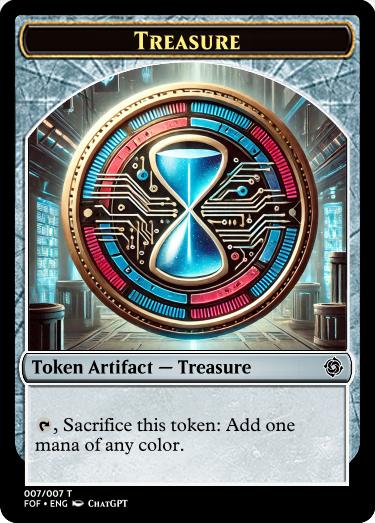 Treasure
Token Artifact — Treasure
, Sacrifice this token: Add one
mana of any color.
007/007 T
FOF • ENG ChatGPT